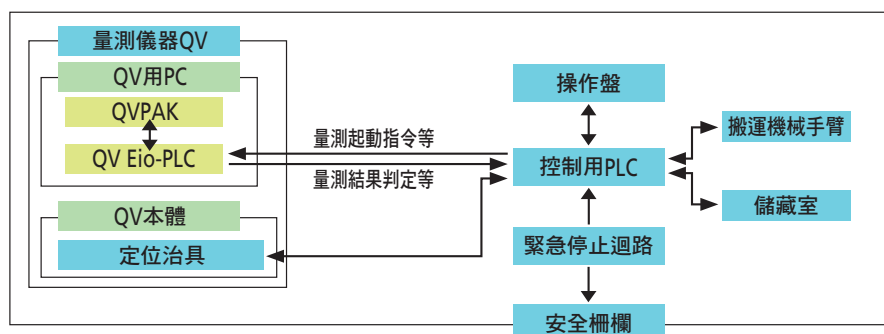 量測儀器QV
QV用PC
QVPAK
QV Eio-PLC
QV本體
定位治具
量測起動指令等
量測結果判定等
操作盤
控制用PLC
緊急停止迴路
安全柵欄
搬運機械手臂
儲藏室